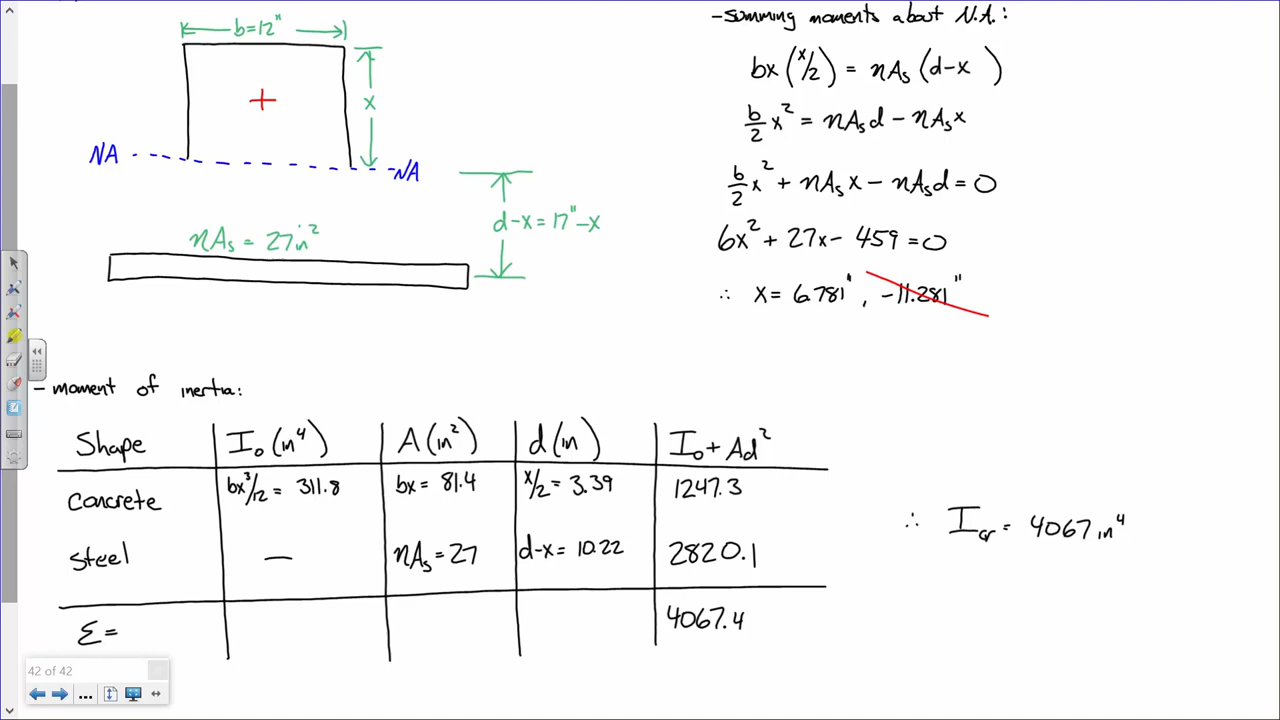 b=12"
x
NA
NA
d-x = 17"-x
nAs = 27in²
-summing moments about N.A.:
bx (x/2) = nAs (d-x )
b/2 x² = nAsd - nAsx
b/2 x² + nAsx - nAsd = 0
6x² + 27x - 459 = 0
∴ x = 6.781", -11.281"
- moment of inertia:
Shape I₀ (in⁴) A (in²) d (in) I₀ + Ad²
Concrete bx³/12 = 311.8 bx = 81.4 x/2 = 3.39 1247.3
Steel — nAs = 27 d-x = 10.22 2820.1
Σ = 4067.4
∴ Icr = 4067 in⁴
42 of 42